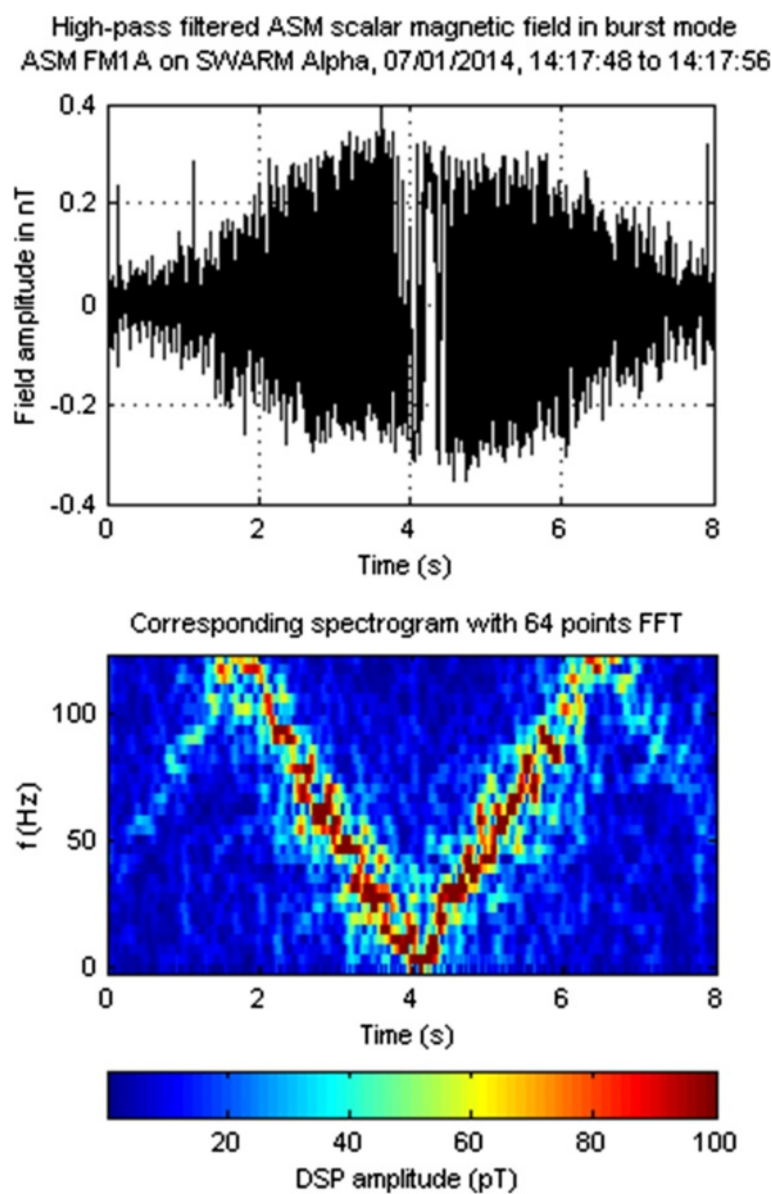 High-pass filtered ASM scalar magnetic field in burst mode
ASM FM1A on SWARM Alpha, 07/01/2014, 14:17:48 to 14:17:56
0.4
0.2
0
-0.2
-0.4
Field amplitude in nT
0 2 4 6 8
Time (s)
Corresponding spectrogram with 64 points FFT
100
50
0
f(Hz)
0 2 4 6 8
Time (s)
20 40 60 80 100
DSP amplitude (pT)